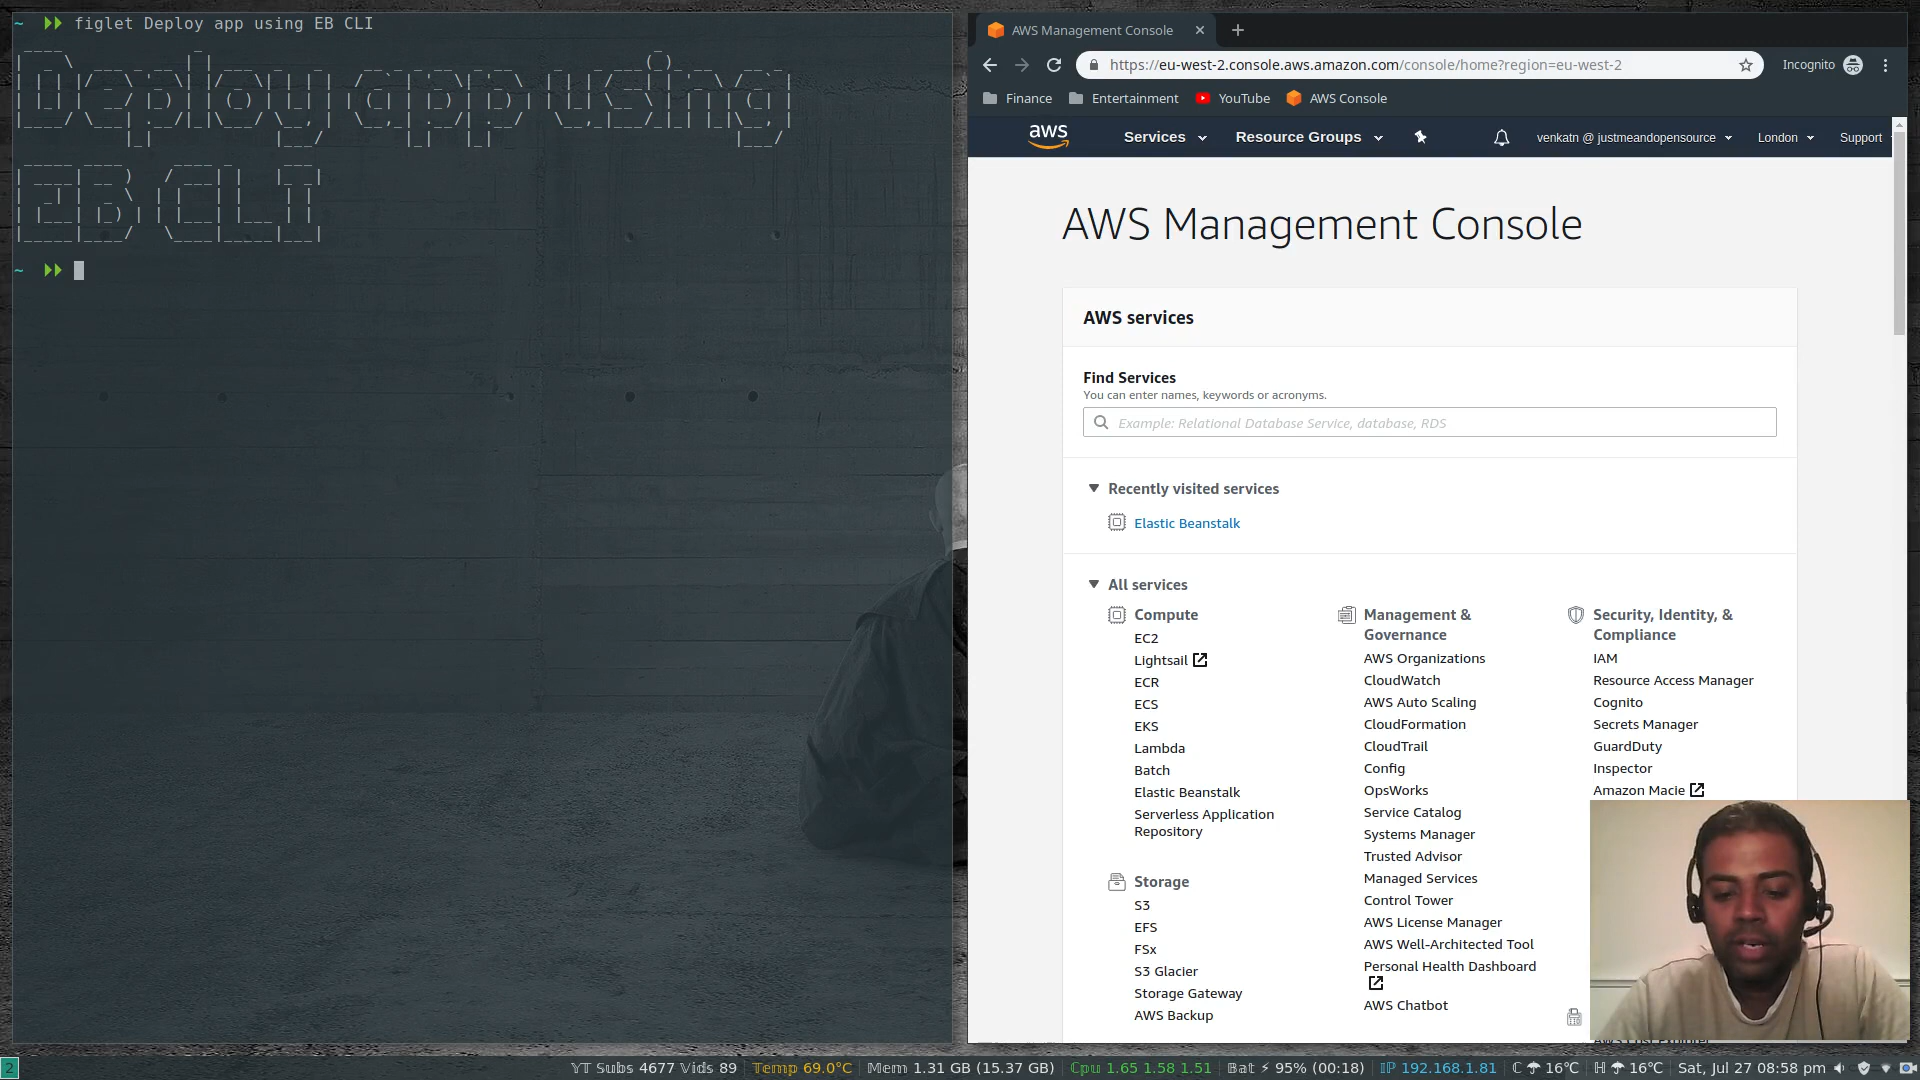 ~ figlet Deploy app using EB CLI
Deploy app using
EB CLI
~
AWS Management Console
https://eu-west-2.console.aws.amazon.com/console/home?region=eu-west-2
Incognito
Finance
Entertainment
YouTube
AWS Console
aws
Services
Resource Groups
venkatn @ justmeandopensource
London
Support
AWS Management Console
AWS services
Find Services
You can enter names, keywords or acronyms.
Example: Relational Database Service, database, RDS
Recently visited services
Elastic Beanstalk
All services
Compute
EC2
Lightsail
ECR
ECS
EKS
Lambda
Batch
Elastic Beanstalk
Serverless Application
Repository
Storage
S3
EFS
FSx
S3 Glacier
Storage Gateway
AWS Backup
Management &
Governance
AWS Organizations
CloudWatch
AWS Auto Scaling
CloudFormation
CloudTrail
Config
OpsWorks
Service Catalog
Systems Manager
Trusted Advisor
Managed Services
Control Tower
AWS License Manager
AWS Well-Architected Tool
Personal Health Dashboard
AWS Chatbot
Security, Identity, &
Compliance
IAM
Resource Access Manager
Cognito
Secrets Manager
GuardDuty
Inspector
Amazon Macie
AWS Cost Explorer
2
YT Subs 4677 Vids 89 Temp 69.0°C Mem 1.31 GB (15.37 GB) Cpu 1.65 1.58 1.51 Bat ⚡ 95% (00:18) IP 192.168.1.81 C ☂ 16°C H ☂ 16°C Sat, Jul 27 08:58 pm